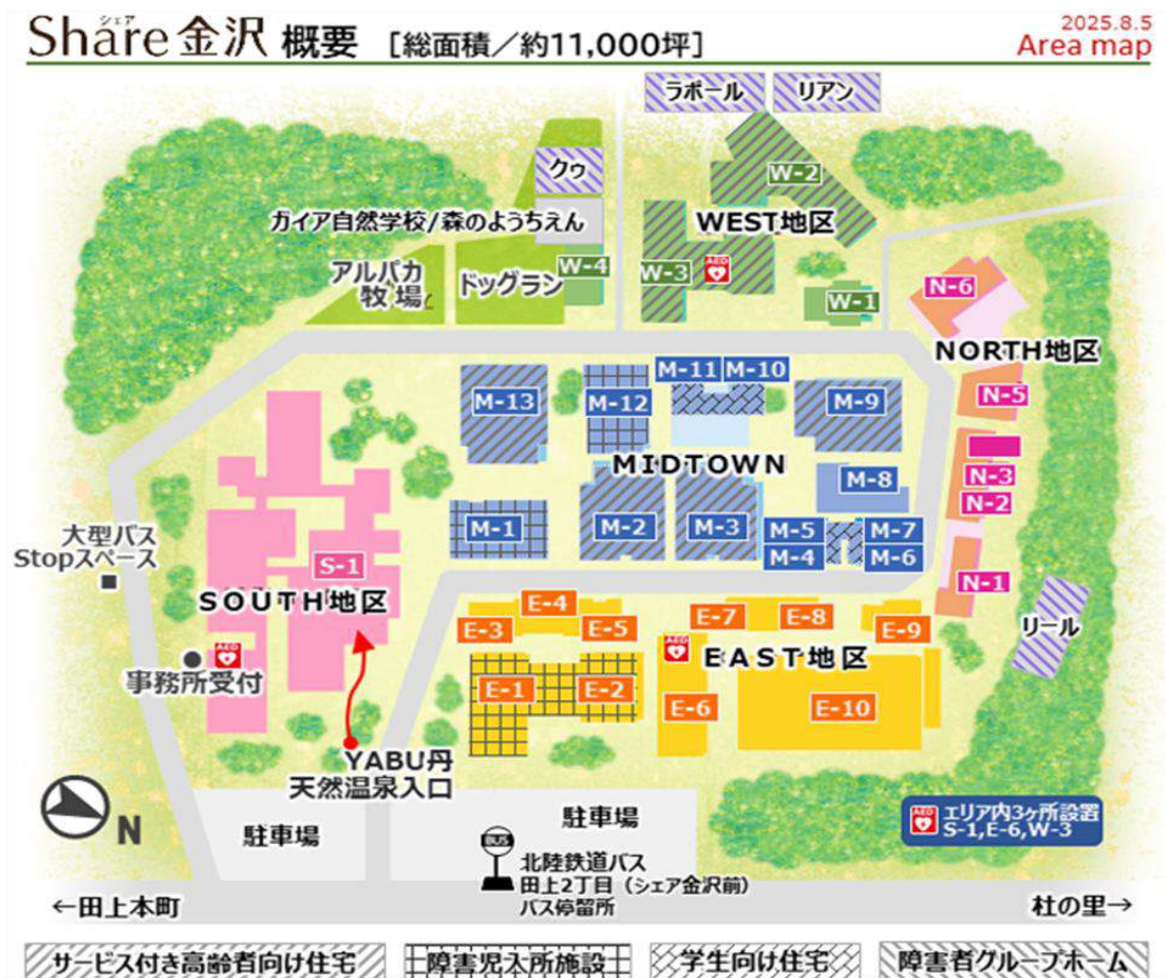 シェア
Share金沢 概要 [総面積／約11,000坪]
2025.8.5
Area map
ラボール
リアン
クゥ
W-2
ガイア自然学校/森のようちえん
WEST地区
アルパカ
牧場
ドッグラン
W-4
W-3
AED
W-1
N-6
NORTH地区
M-11
M-10
M-13
M-12
M-9
N-5
MIDTOWN
M-8
N-3
N-2
M-1
M-2
M-3
M-5
M-7
M-4
M-6
大型バス
Stopスペース
S-1
SOUTH地区
N-1
E-4
E-3
E-5
E-7
E-8
E-9
リール
AED
事務所受付
AED
EAST地区
E-1
E-2
E-6
E-10
YABU丹
天然温泉入口
N
駐車場
駐車場
AED
エリア内3ヶ所設置
S-1,E-6,W-3
BUS
北陸鉄道バス
田上2丁目（シェア金沢前）
バス停留所
←田上本町
杜の里→
サービス付き高齢者向け住宅
障害児入所施設
学生向け住宅
障害者グループホーム